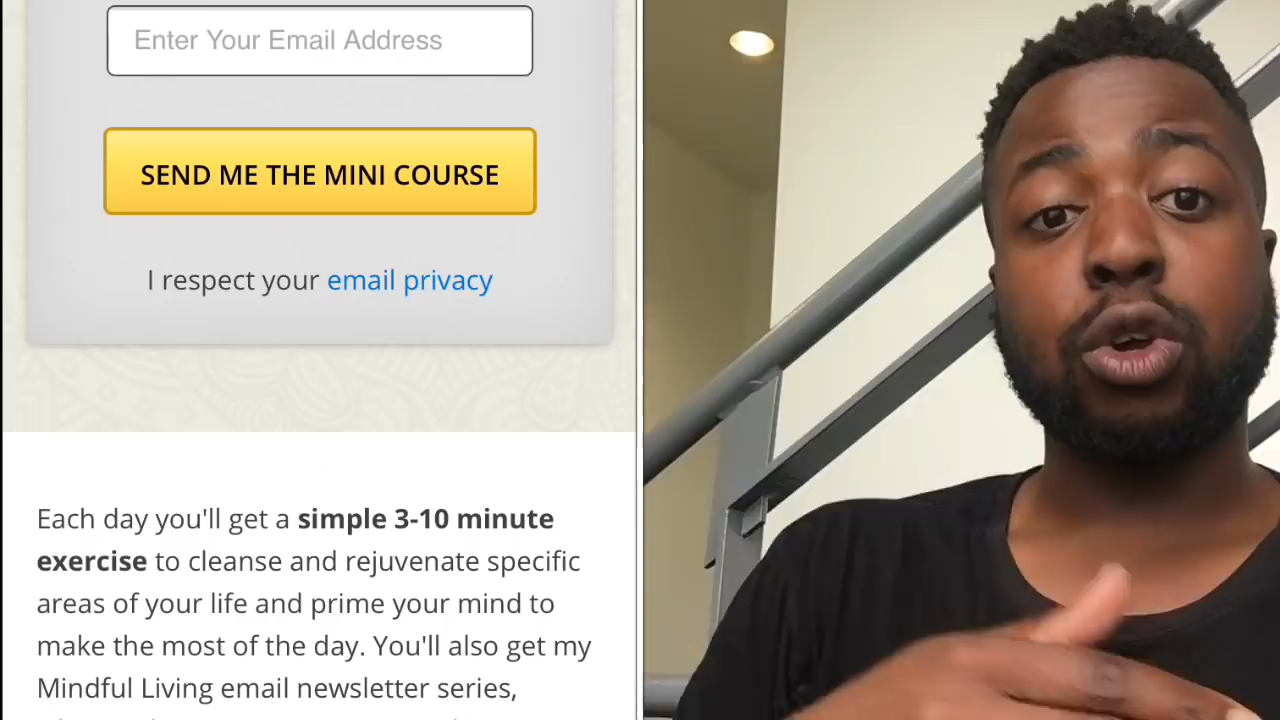 Enter Your Email Address
SEND ME THE MINI COURSE
I respect your email privacy
Each day you'll get a simple 3-10 minute
exercise to cleanse and rejuvenate specific
areas of your life and prime your mind to
make the most of the day. You'll also get my
Mindful Living email newsletter series,